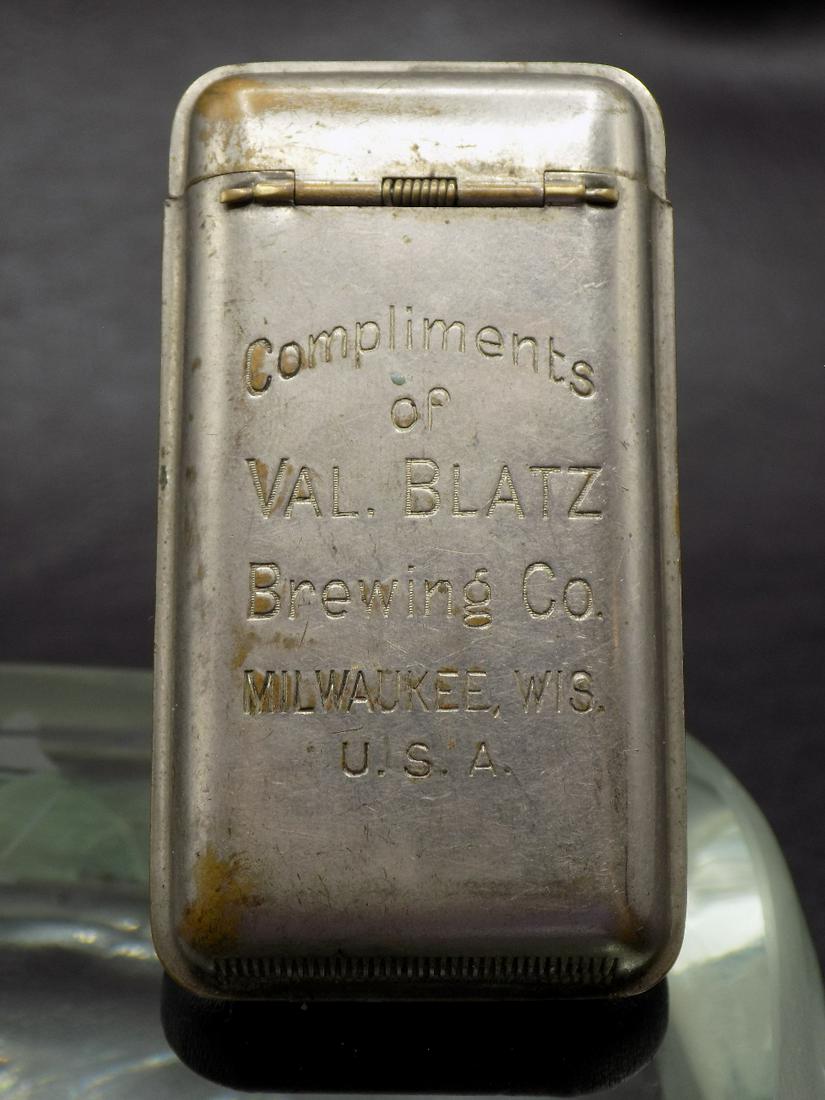 Compliments
of
VAL. BLATZ
Brewing Co.
MILWAUKEE, WIS.
U. S. A.